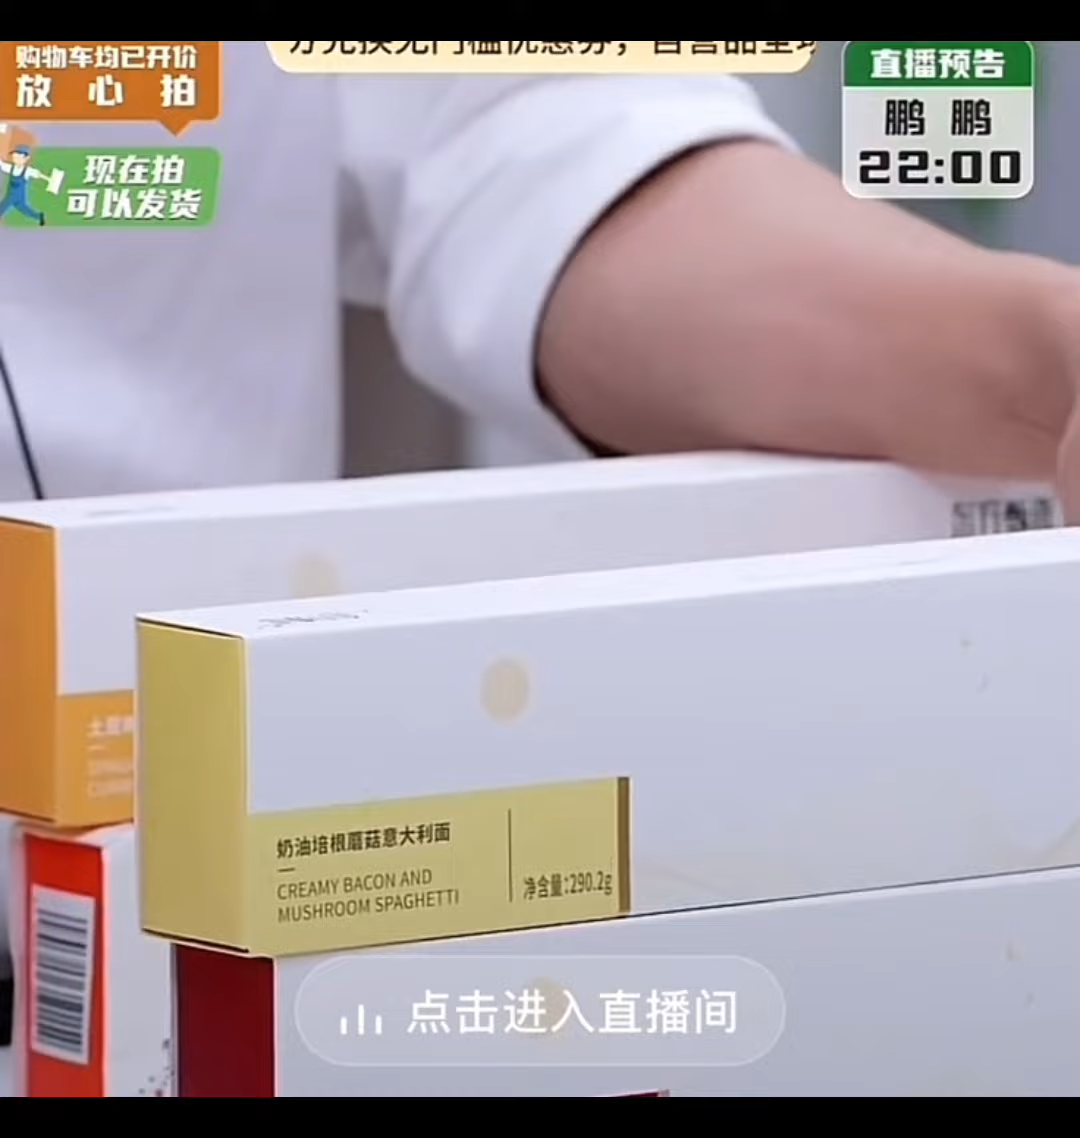 购物车均已开价
放 心 拍
现在拍
可以发货
直播预告
鹏 鹏
22:00
奶油培根蘑菇意大利面
CREAMY BACON AND
MUSHROOM SPAGHETTI
净含量:290.2g
点击进入直播间